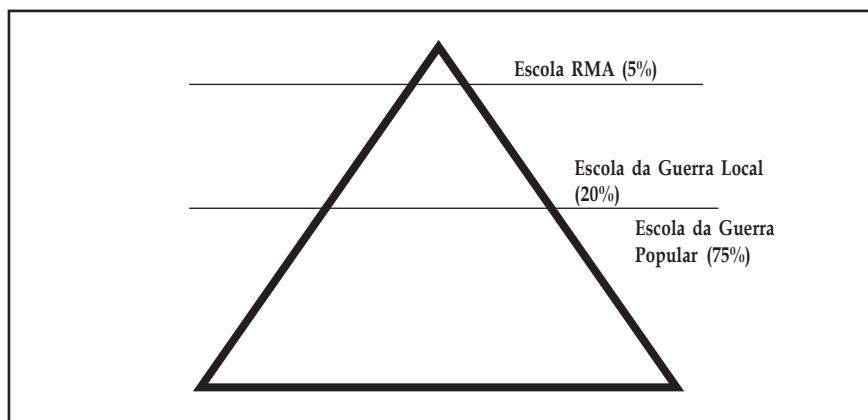 Escola RMA (5%)
Escola da Guerra Local
(20%)
Escola da Guerra
Popular (75%)